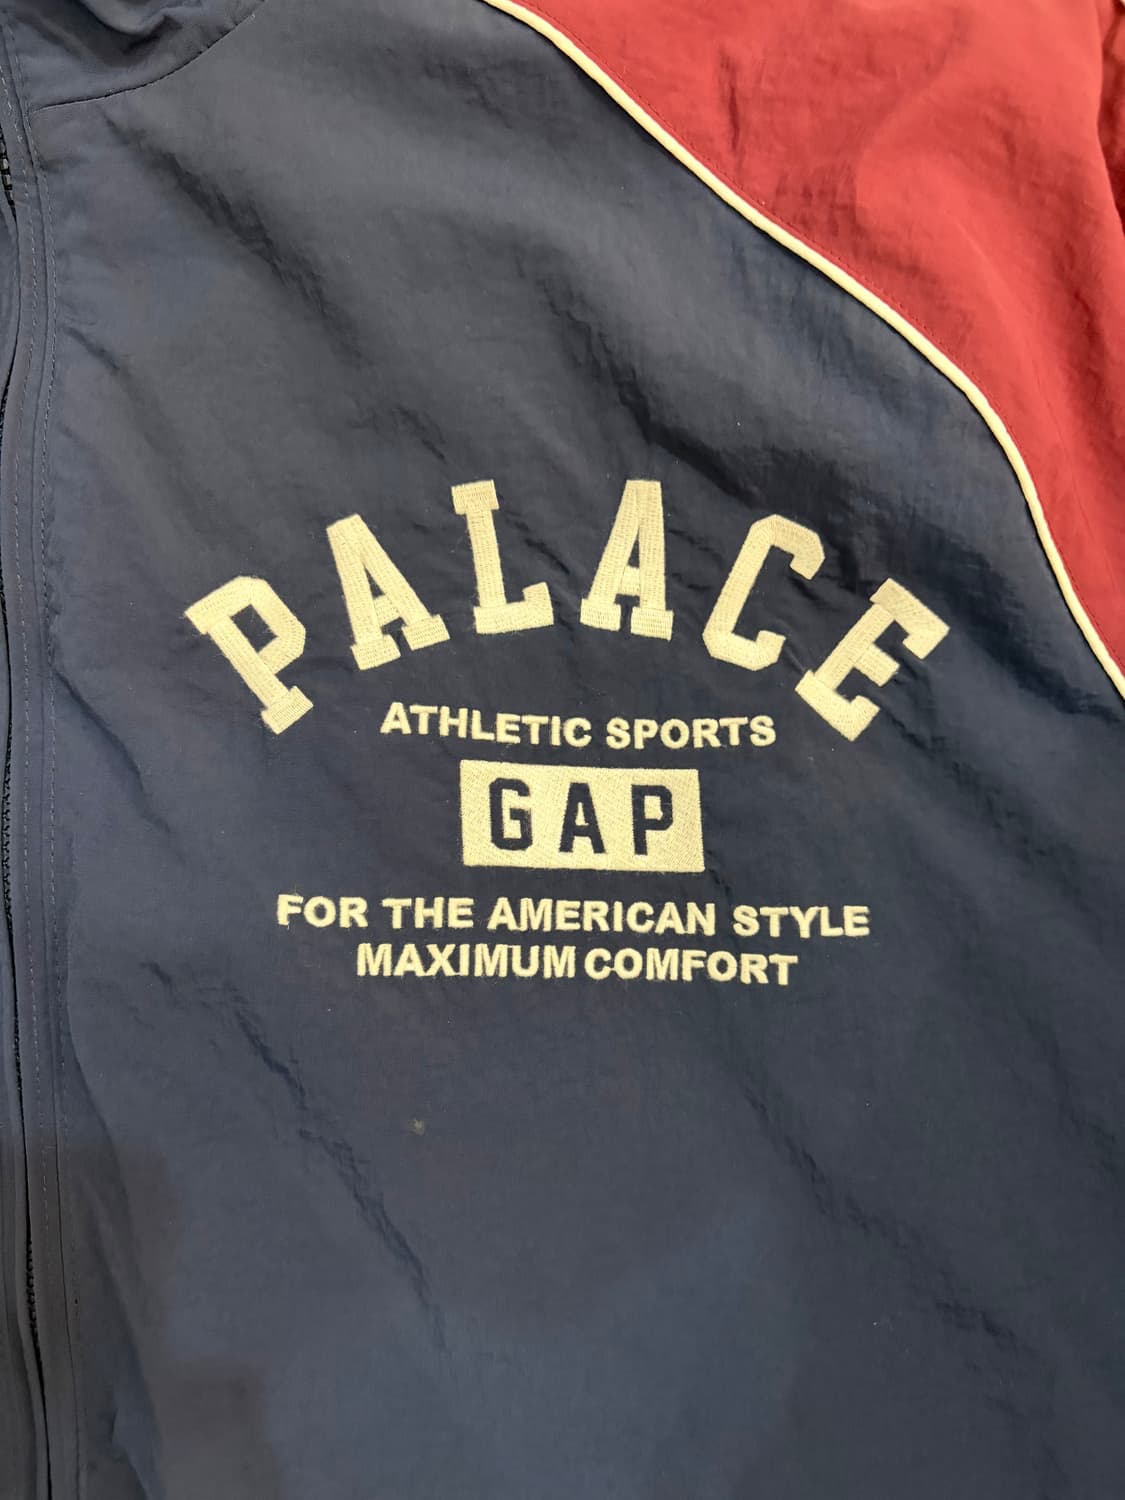 PALACE
ATHLETIC SPORTS
GAP
FOR THE AMERICAN STYLE
MAXIMUM COMFORT